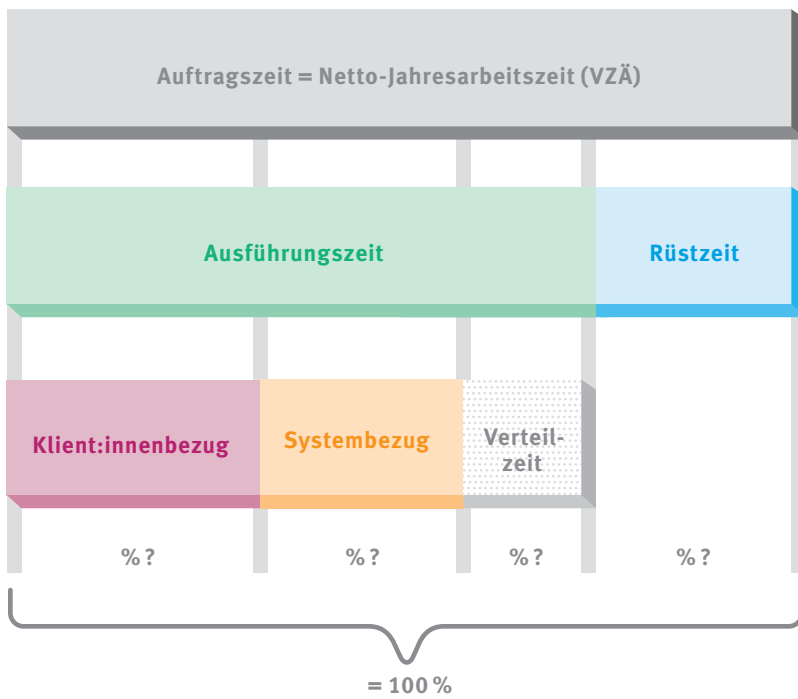 Auftragszeit = Netto-Jahresarbeitszeit (VZÄ)
Ausführungszeit
Rüstzeit
Klient:innenbezug
Systembezug
Verteil-
zeit
% ?
% ?
% ?
% ?
= 100 %